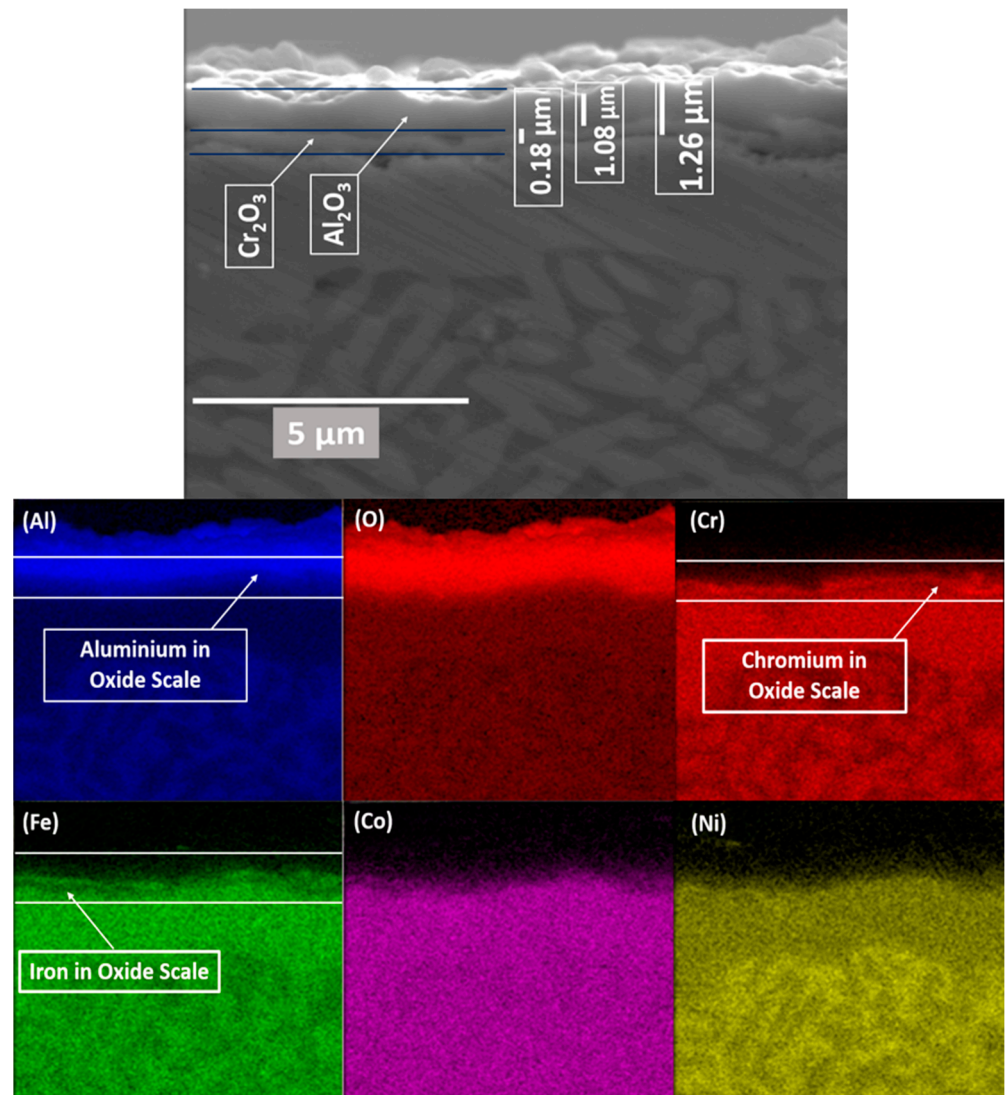 0.18 µm
1.08 µm
1.26 µm
Cr₂O₃
Al₂O₃
5 µm
(Al)
(O)
(Cr)
Aluminium in
Oxide Scale
Chromium in
Oxide Scale
(Fe)
(Co)
(Ni)
Iron in Oxide Scale